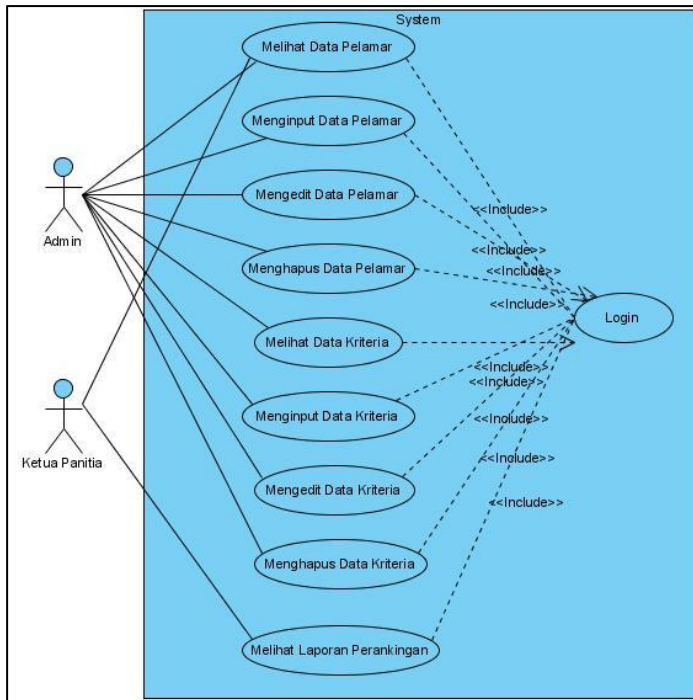 System
Melihat Data Pelamar
Menginput Data Pelamar
Mengedit Data Pelamar
Menghapus Data Pelamar
Melihat Data Kriteria
Menginput Data Kriteria
Mengedit Data Kriteria
Menghapus Data Kriteria
Melihat Laporan Perankingan
Admin
Ketua Panitia
<<Include>>
<<Include>>
<<Include>>
<<Include>>
<<Include>>
<<Include>>
<<Include>>
<<Include>>
<<Include>>
Login